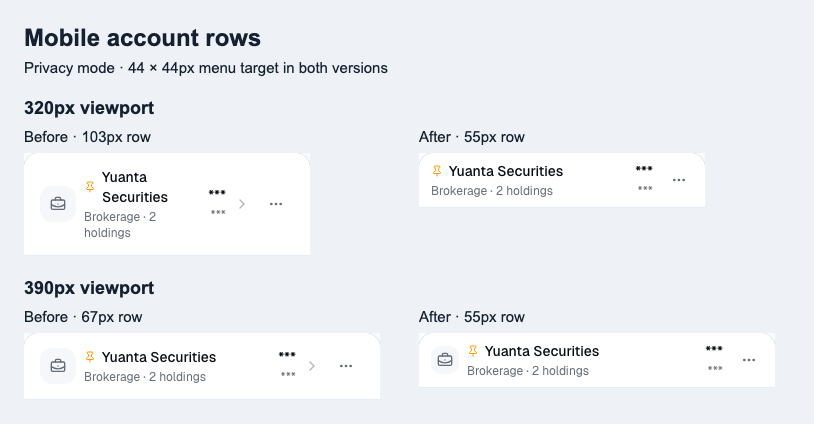 Mobile account rows
Privacy mode · 44 × 44px menu target in both versions
320px viewport
Before · 103px row
After · 55px row
Yuanta
Securities
Brokerage · 2
holdings
***
***
...
Yuanta Securities
Brokerage · 2 holdings
***
***
...
390px viewport
Before · 67px row
After · 55px row
Yuanta Securities
Brokerage · 2 holdings
***
***
...
Yuanta Securities
Brokerage · 2 holdings
***
***
...